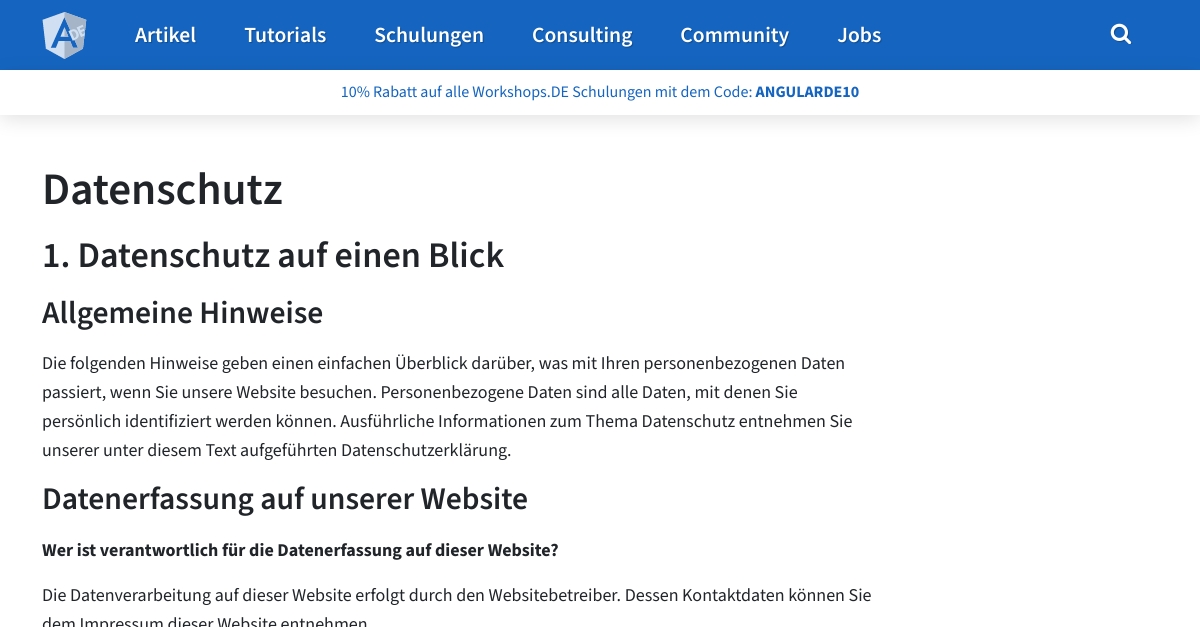 A DE
Artikel Tutorials Schulungen Consulting Community Jobs
10% Rabatt auf alle Workshops.DE Schulungen mit dem Code: ANGULARDE10
Datenschutz
1. Datenschutz auf einen Blick
Allgemeine Hinweise
Die folgenden Hinweise geben einen einfachen Überblick darüber, was mit Ihren personenbezogenen Daten
passiert, wenn Sie unsere Website besuchen. Personenbezogene Daten sind alle Daten, mit denen Sie
persönlich identifiziert werden können. Ausführliche Informationen zum Thema Datenschutz entnehmen Sie
unserer unter diesem Text aufgeführten Datenschutzerklärung.
Datenerfassung auf unserer Website
Wer ist verantwortlich für die Datenerfassung auf dieser Website?
Die Datenverarbeitung auf dieser Website erfolgt durch den Websitebetreiber. Dessen Kontaktdaten können Sie
dem Impressum dieser Website entnehmen.